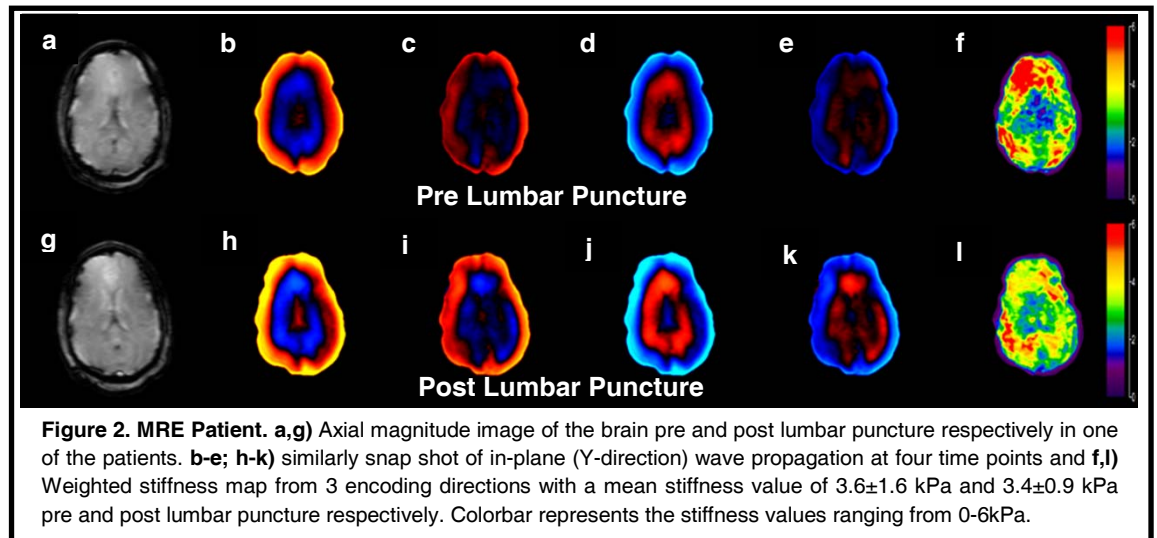 a b c d e f
Pre Lumbar Puncture
g h i j k l
Post Lumbar Puncture
Figure 2. MRE Patient. a,g) Axial magnitude image of the brain pre and post lumbar puncture respectively in one
of the patients. b-e; h-k) similarly snap shot of in-plane (Y-direction) wave propagation at four time points and f,l)
Weighted stiffness map from 3 encoding directions with a mean stiffness value of 3.6±1.6 kPa and 3.4±0.9 kPa
pre and post lumbar puncture respectively. Colorbar represents the stiffness values ranging from 0-6kPa.